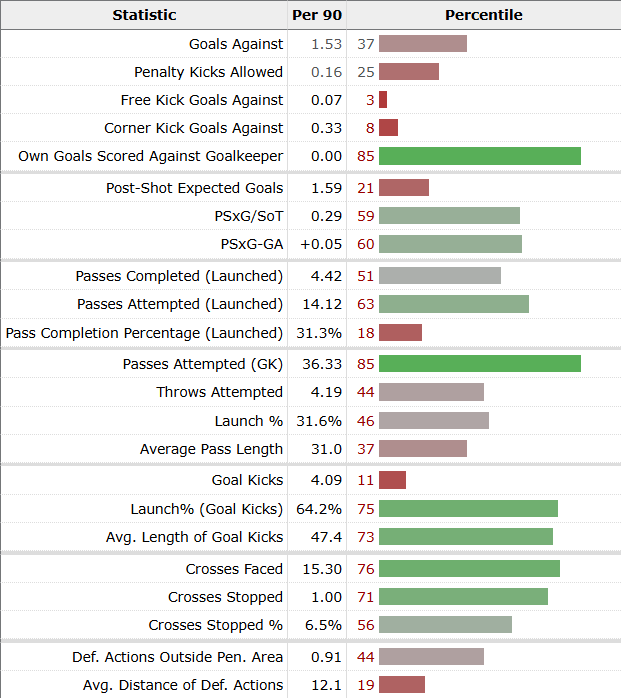 Statistic Per 90 Percentile
Goals Against 1.53 37
Penalty Kicks Allowed 0.16 25
Free Kick Goals Against 0.07 3
Corner Kick Goals Against 0.33 8
Own Goals Scored Against Goalkeeper 0.00 85
Post-Shot Expected Goals 1.59 21
PSxG/SoT 0.29 59
PSxG-GA +0.05 60
Passes Completed (Launched) 4.42 51
Passes Attempted (Launched) 14.12 63
Pass Completion Percentage (Launched) 31.3% 18
Passes Attempted (GK) 36.33 85
Throws Attempted 4.19 44
Launch % 31.6% 46
Average Pass Length 31.0 37
Goal Kicks 4.09 11
Launch% (Goal Kicks) 64.2% 75
Avg. Length of Goal Kicks 47.4 73
Crosses Faced 15.30 76
Crosses Stopped 1.00 71
Crosses Stopped % 6.5% 56
Def. Actions Outside Pen. Area 0.91 44
Avg. Distance of Def. Actions 12.1 19